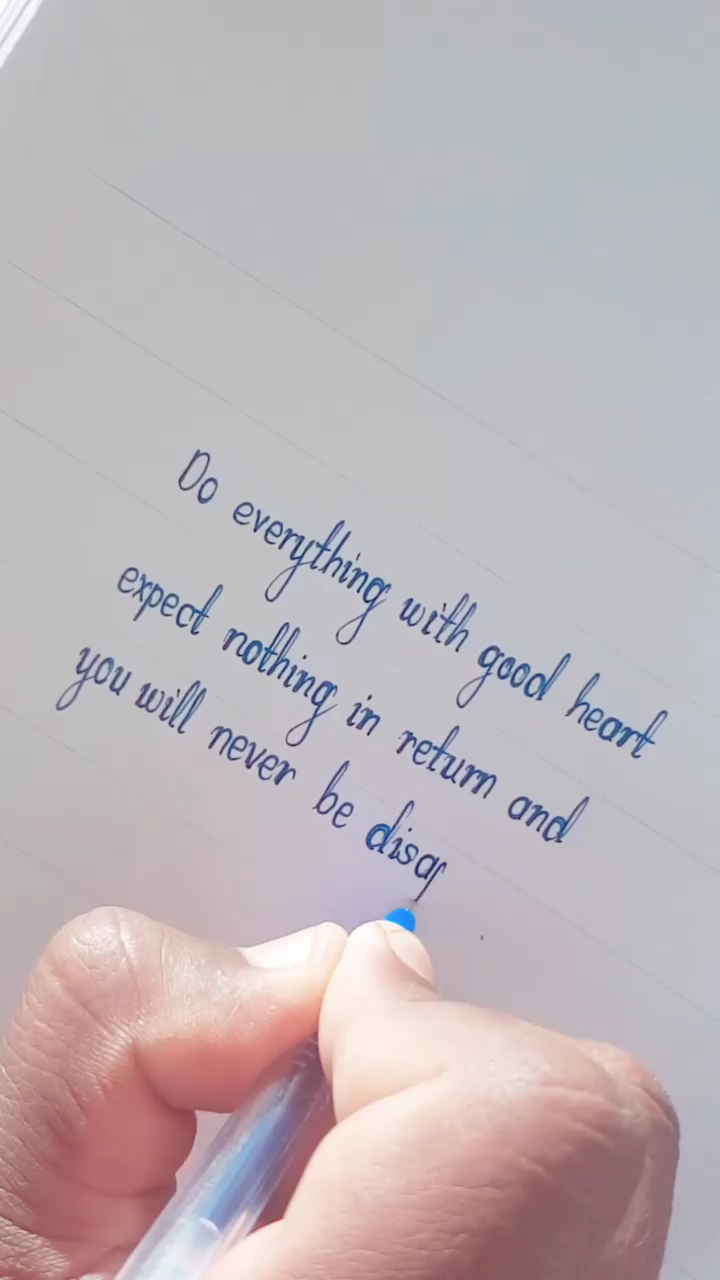 Do everything with good heart
expect nothing in return and
you will never be disap